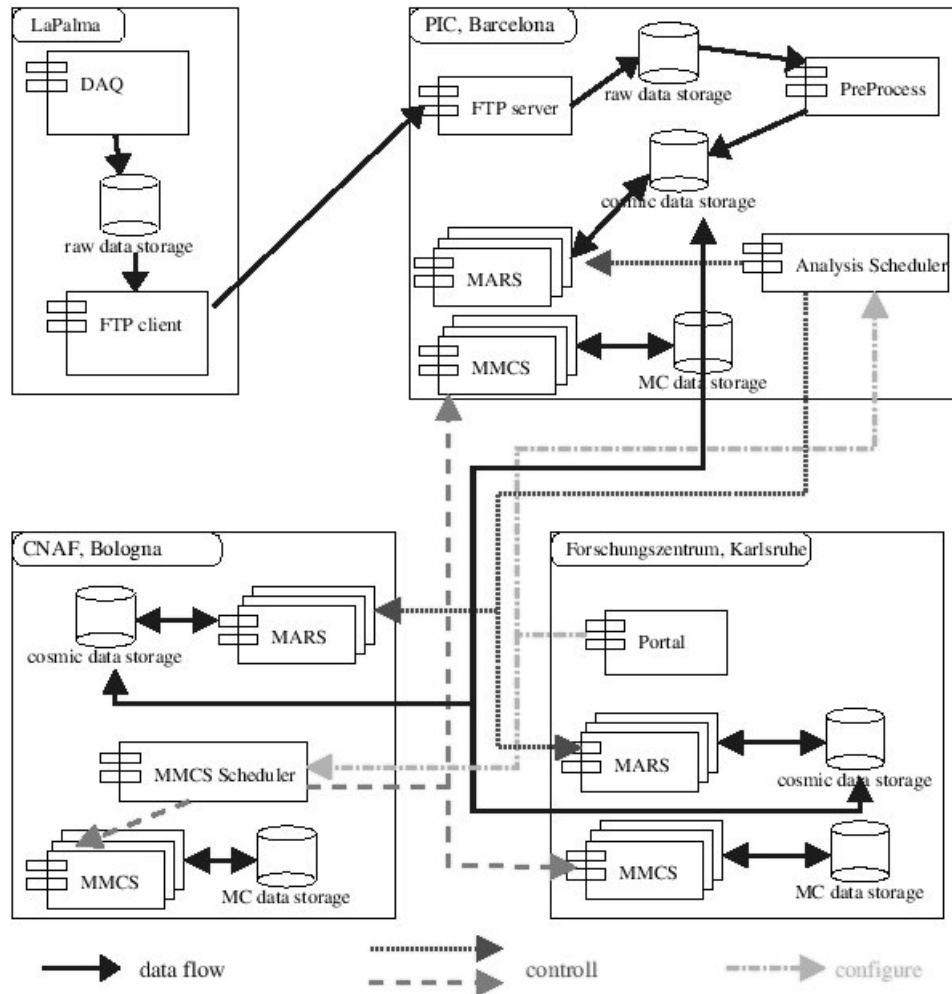 LaPalma
DAQ
raw data storage
FTP client
PIC, Barcelona
FTP server
raw data storage
PreProcess
cosmic data storage
MARS
Analysis Scheduler
MMCS
MC data storage
CNAF, Bologna
cosmic data storage
MARS
MMCS Scheduler
MMCS
MC data storage
Forschungszentrum, Karlsruhe
Portal
MARS
cosmic data storage
MMCS
MC data storage
data flow
controll
configure